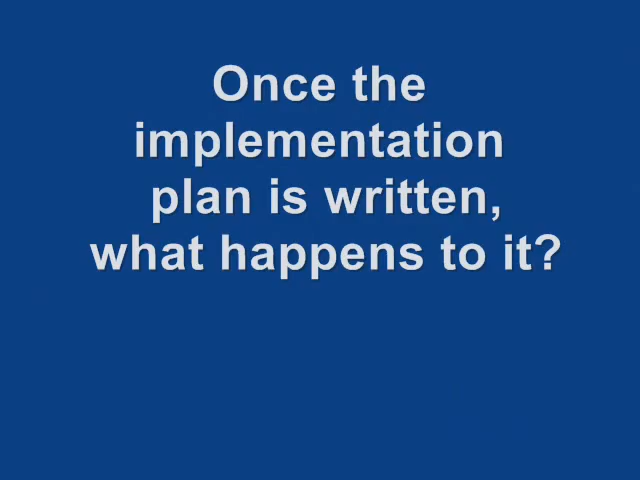 Once the
implementation
plan is written,
what happens to it?